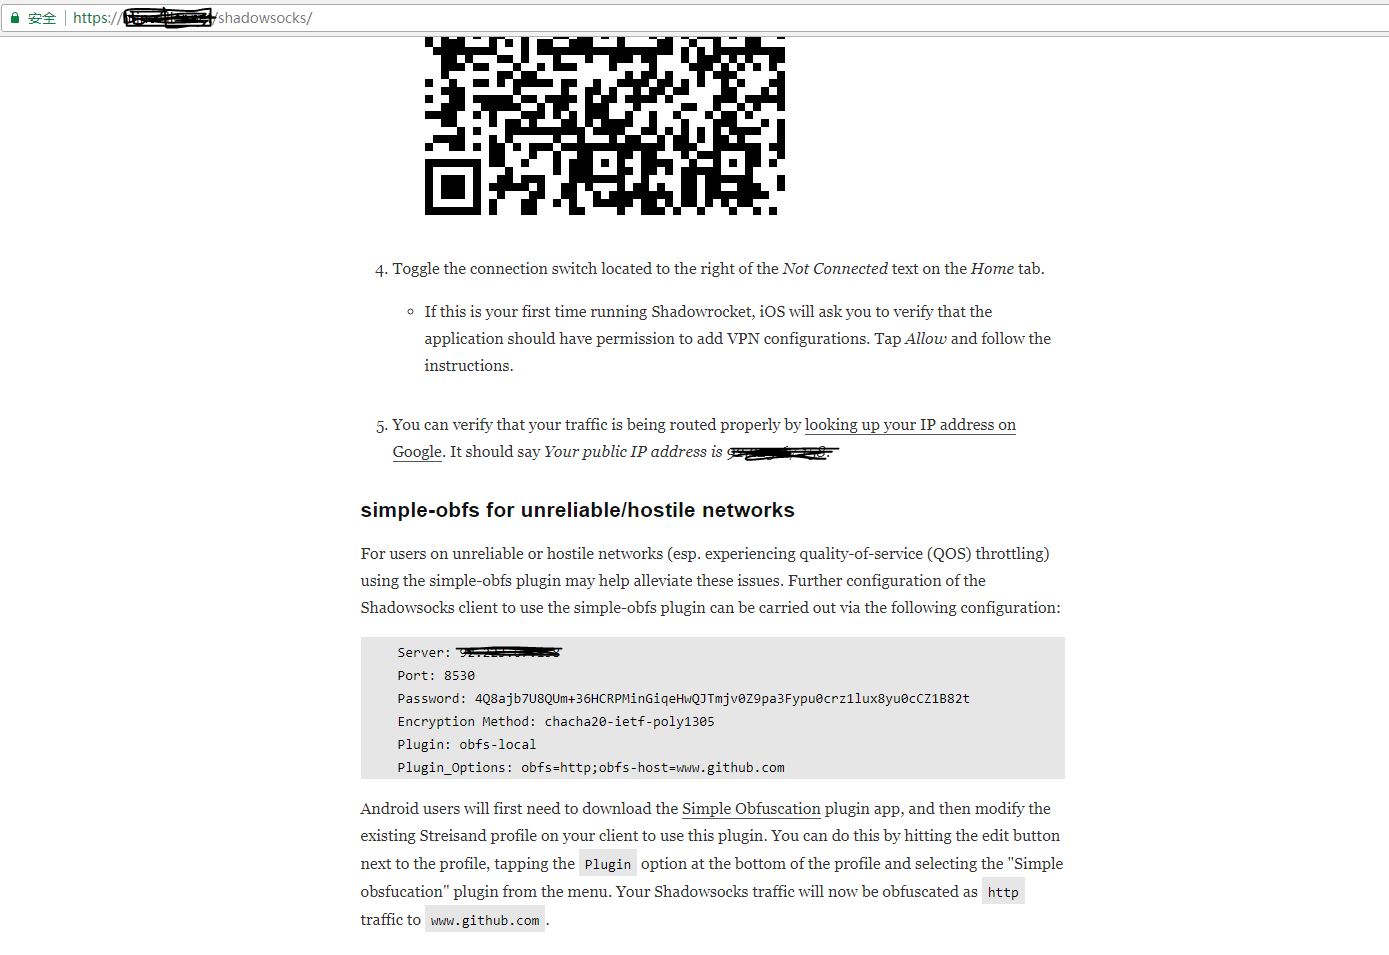 安全 https:// /shadowsocks/
4. Toggle the connection switch located to the right of the Not Connected text on the Home tab.
If this is your first time running Shadowrocket, iOS will ask you to verify that the
application should have permission to add VPN configurations. Tap Allow and follow the
instructions.
5. You can verify that your traffic is being routed properly by looking up your IP address on
Google. It should say Your public IP address is
simple-obfs for unreliable/hostile networks
For users on unreliable or hostile networks (esp. experiencing quality-of-service (QOS) throttling)
using the simple-obfs plugin may help alleviate these issues. Further configuration of the
Shadowsocks client to use the simple-obfs plugin can be carried out via the following configuration:
Server:
Port: 8530
Password: 4Q8ajb7U8QUm+36HCRPMinGiqeHwQJTmjv0Z9pa3Fypu0crz1lux8yu0cCZ1B82t
Encryption Method: chacha20-ietf-poly1305
Plugin: obfs-local
Plugin_Options: obfs=http;obfs-host=www.github.com
Android users will first need to download the Simple Obfuscation plugin app, and then modify the
existing Streisand profile on your client to use this plugin. You can do this by hitting the edit button
next to the profile, tapping the Plugin option at the bottom of the profile and selecting the "Simple
obsfucation" plugin from the menu. Your Shadowsocks traffic will now be obfuscated as http
traffic to www.github.com.